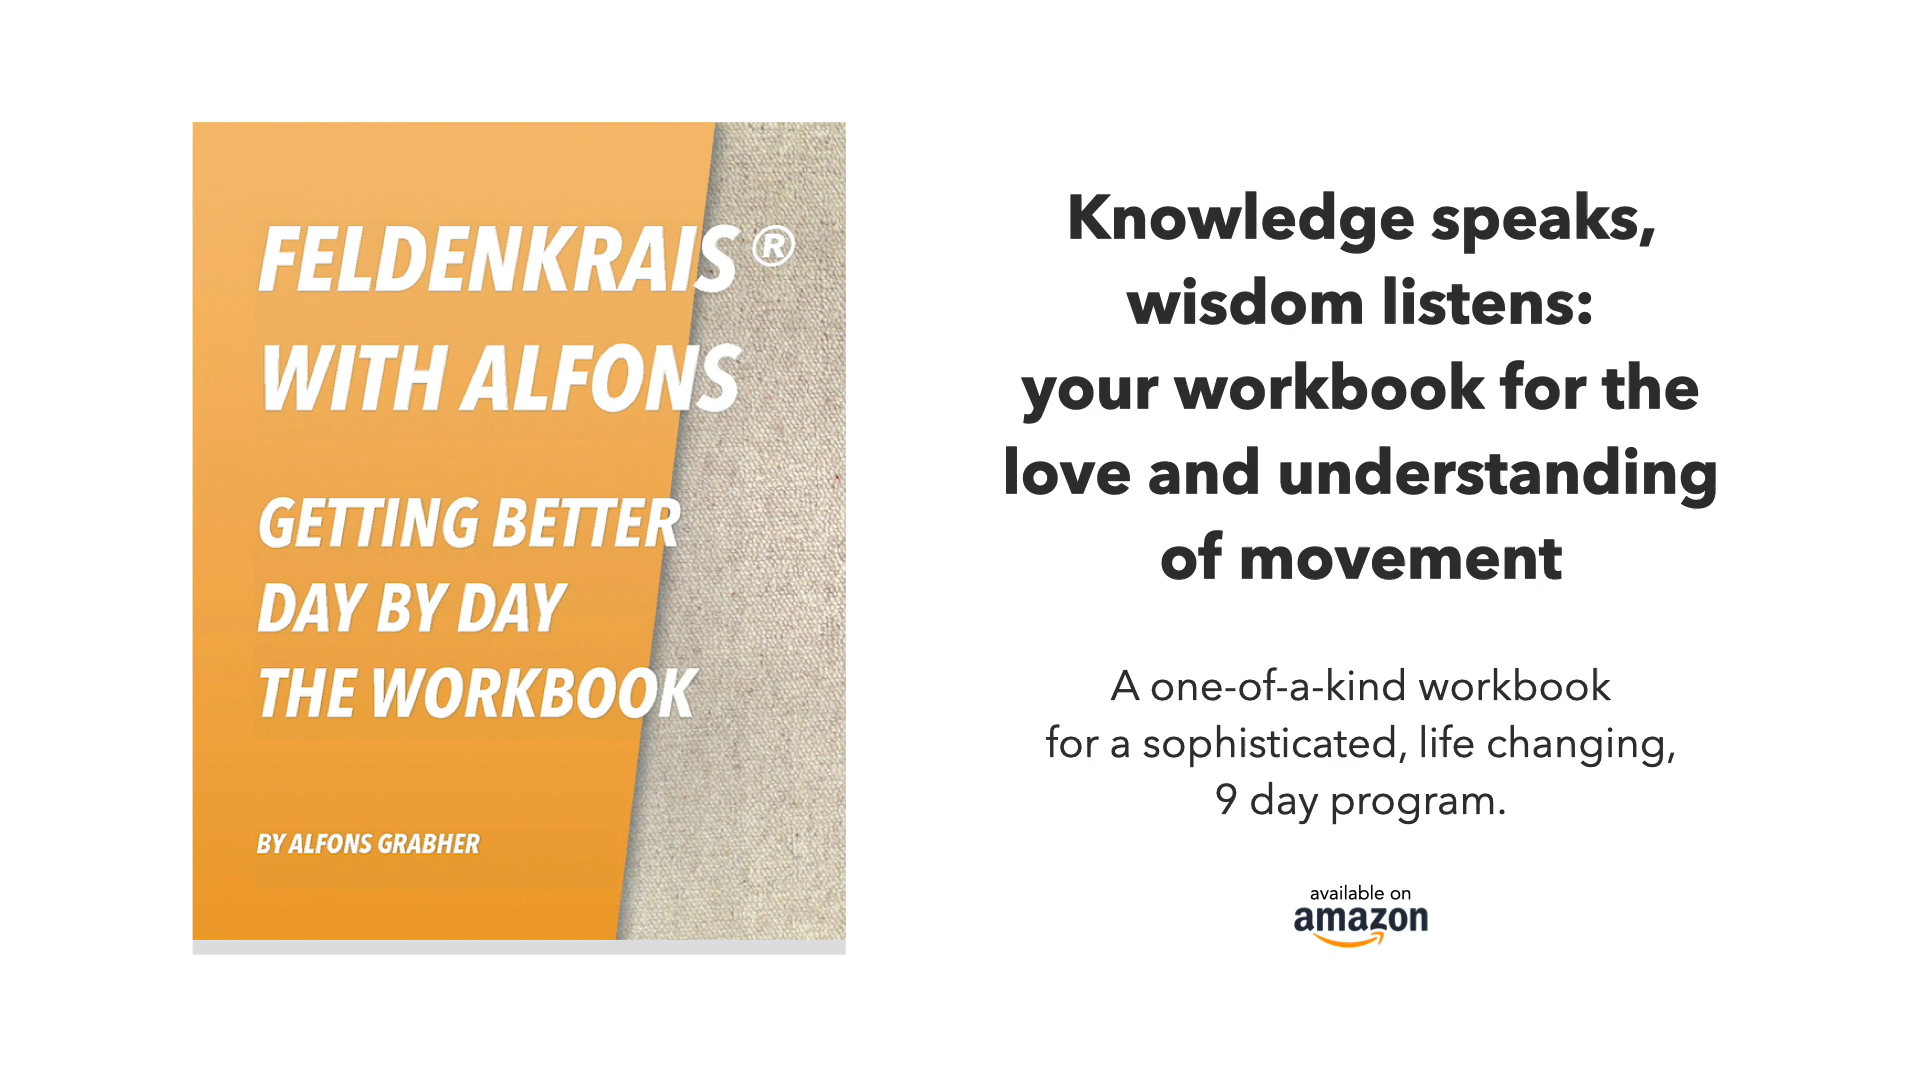 FELDENKRAIS®
WITH ALFONS
GETTING BETTER
DAY BY DAY
THE WORKBOOK
BY ALFONS GRABHER
Knowledge speaks,
wisdom listens:
your workbook for the
love and understanding
of movement
A one-of-a-kind workbook
for a sophisticated, life changing,
9 day program.
available on
amazon